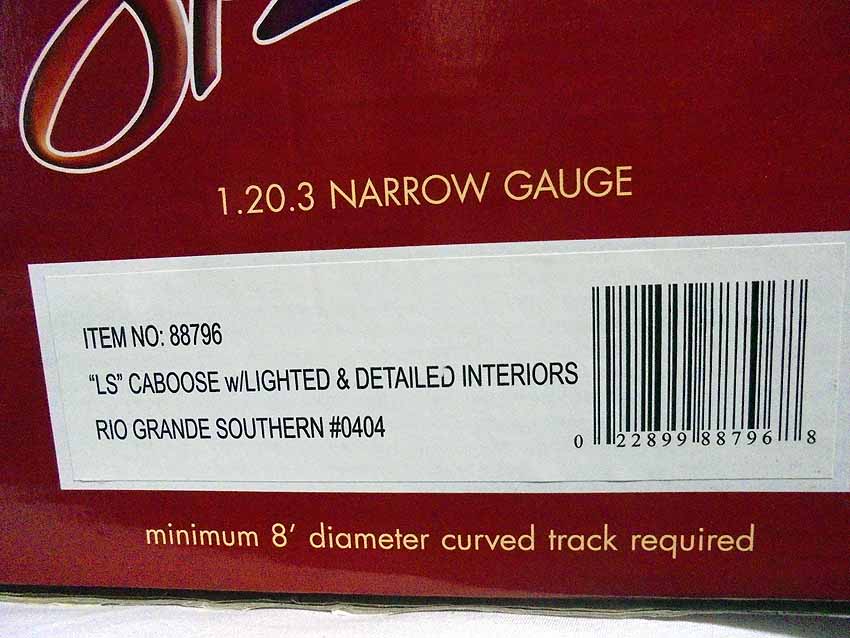 1.20.3 NARROW GAUGE
ITEM NO: 88796
"LS" CABOOSE w/LIGHTED & DETAILED INTERIORS
RIO GRANDE SOUTHERN #0404
0 22899 88796 8
minimum 8' diameter curved track required